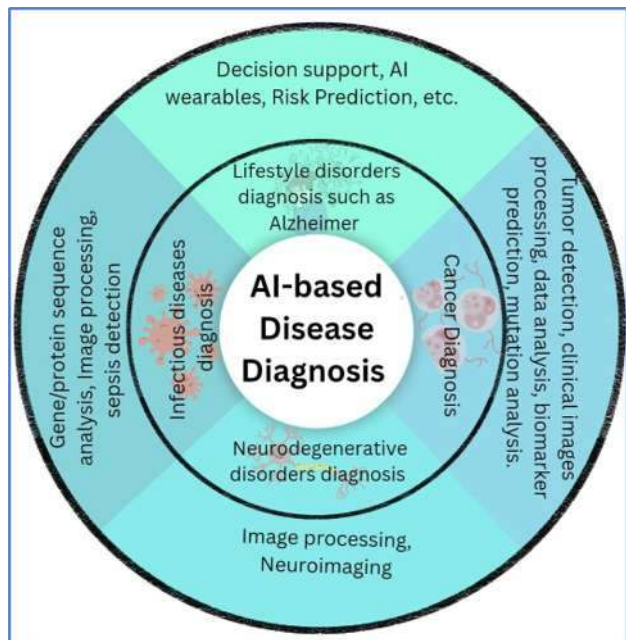 Decision support, AI
wearables, Risk Prediction, etc.
Lifestyle disorders
diagnosis such as
Alzheimer
AI-based
Disease
Diagnosis
Cancer Diagnosis
Tumor detection, clinical images
processing, data analysis, biomarker
prediction, mutation analysis.
Neurodegenerative
disorders diagnosis
Image processing,
Neuroimaging
Infectious diseases
diagnosis
Gene/protein sequence
analysis, Image processing,
sepsis detection